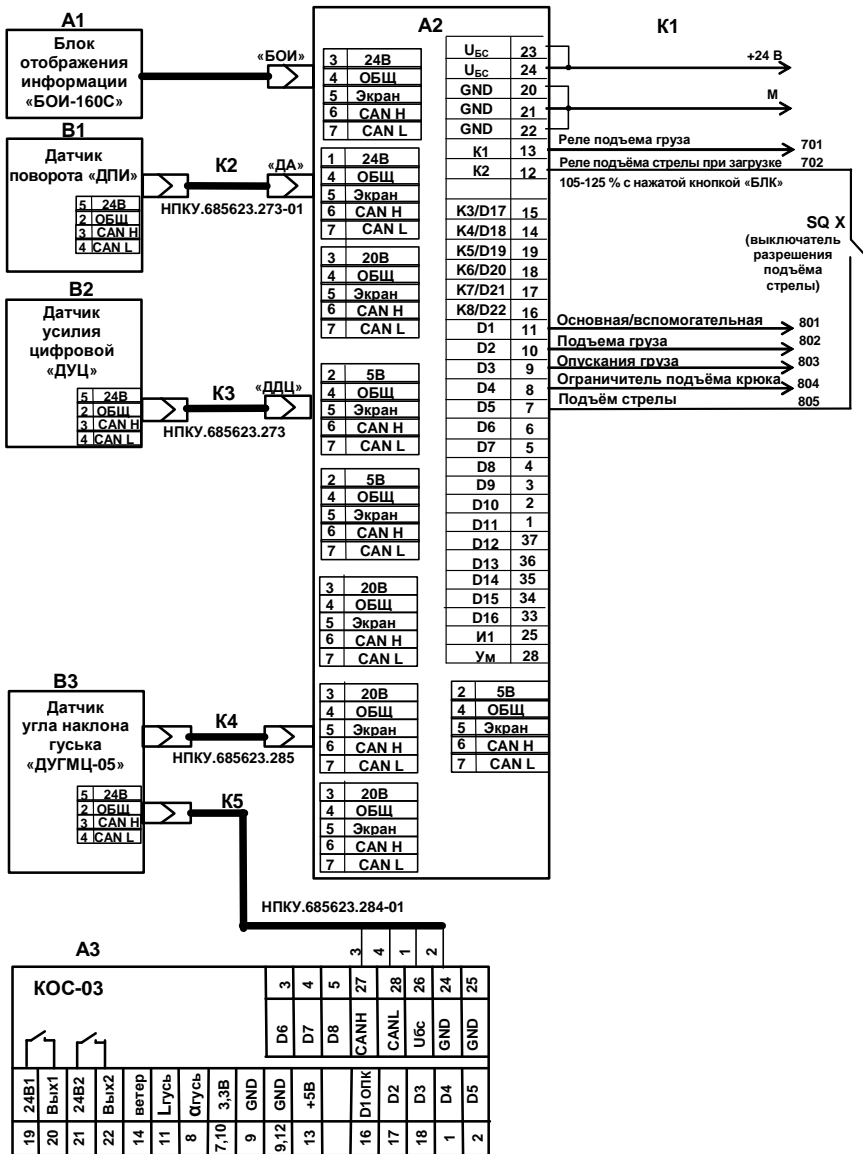 A1
Блок
отображения
информации
«БОИ-160С»
«БОИ»
B1
Датчик
поворота «ДПИ»
5 24В
2 ОБЩ
3 CAN H
4 CAN L
К2
«ДА»
НПКУ.685623.273-01
B2
Датчик
усилия
цифровой
«ДУЦ»
5 24В
2 ОБЩ
3 CAN H
4 CAN L
К3
«ДДЦ»
НПКУ.685623.273
B3
Датчик
угла наклона
гуська
«ДУГМЦ-05»
5 24В
2 ОБЩ
3 CAN H
4 CAN L
К4
НПКУ.685623.285
К5
НПКУ.685623.284-01
A2
3 24В
4 ОБЩ
5 Экран
6 CAN H
7 CAN L
1 24В
4 ОБЩ
5 Экран
6 CAN H
7 CAN L
3 20В
4 ОБЩ
5 Экран
6 CAN H
7 CAN L
2 5В
4 ОБЩ
5 Экран
6 CAN H
7 CAN L
2 5В
4 ОБЩ
5 Экран
6 CAN H
7 CAN L
3 20В
4 ОБЩ
5 Экран
6 CAN H
7 CAN L
3 20В
4 ОБЩ
5 Экран
6 CAN H
7 CAN L
3 20В
4 ОБЩ
5 Экран
6 CAN H
7 CAN L
UБС 23
UБС 24
GND 20
GND 21
GND 22
К1 13
К2 12
К3/D17 15
К4/D18 14
К5/D19 19
К6/D20 18
К7/D21 17
К8/D22 16
D1 11
D2 10
D3 9
D4 8
D5 7
D6 6
D7 5
D8 4
D9 3
D10 2
D11 1
D12 37
D13 36
D14 35
D15 34
D16 33
И1 25
Ум 28
2 5В
4 ОБЩ
5 Экран
6 CAN H
7 CAN L
К1
+24 В
М
Реле подъема груза 701
Реле подъёма стрелы при загрузке 702
105-125 % с нажатой кнопкой «БЛК»
SQ X
(выключатель
разрешения
подъёма
стрелы)
Основная/вспомогательная 801
Подъема груза 802
Опускания груза 803
Ограничитель подъёма крюка 804
Подъём стрелы 805
A3
КОС-03
3 4 1 2
3 4 5 27 28 26 24 25
D6 D7 D8 CANH CANL Uбс GND GND
24В1 Вых1 24В2 Вых2 ветер Lгусь αгусь 3,3В GND GND +5В D1ОПК D2 D3 D4 D5
19 20 21 22 14 11 8 7,10 9 9,12 13 16 17 18 1 2